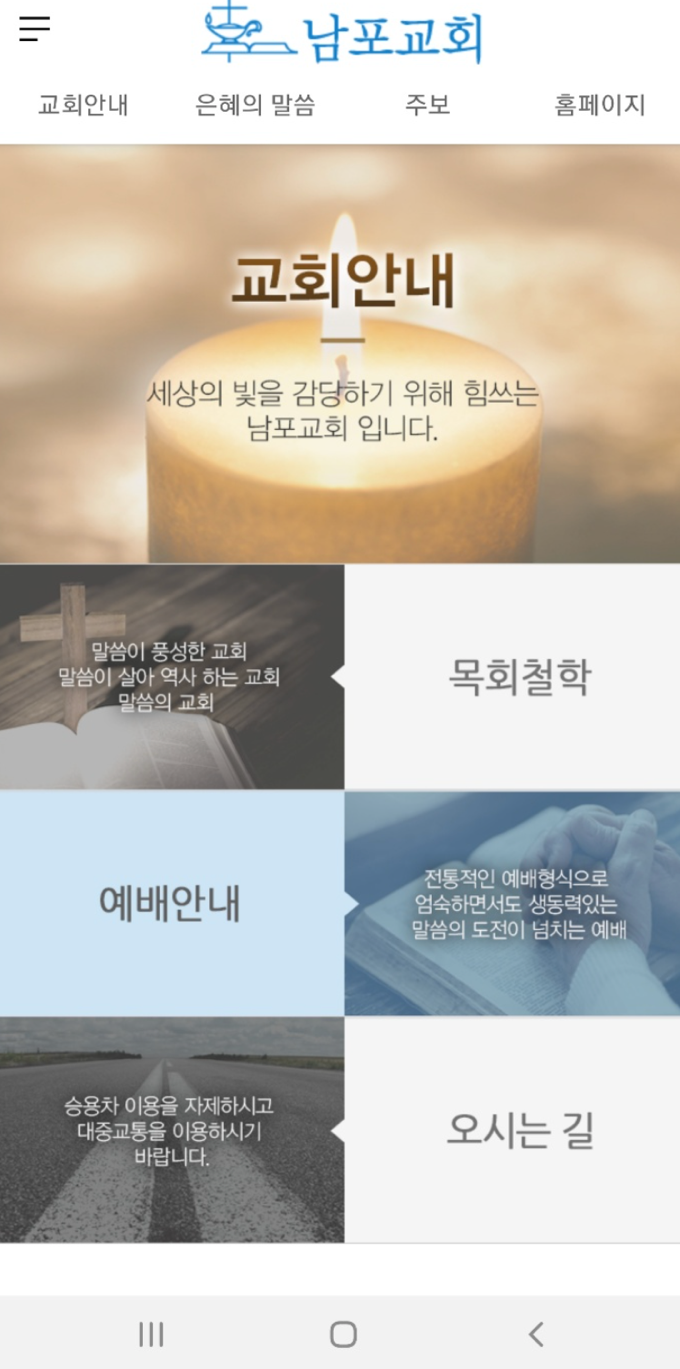 남포교회
교회안내 은혜의 말씀 주보 홈페이지
교회안내
세상의 빛을 감당하기 위해 힘쓰는
남포교회 입니다.
말씀이 풍성한 교회
말씀이 살아 역사 하는 교회
말씀의 교회
목회철학
예배안내
전통적인 예배형식으로
엄숙하면서도 생동력있는
말씀의 도전이 넘치는 예배
승용차 이용을 자제하시고
대중교통을 이용하시기
바랍니다.
오시는 길